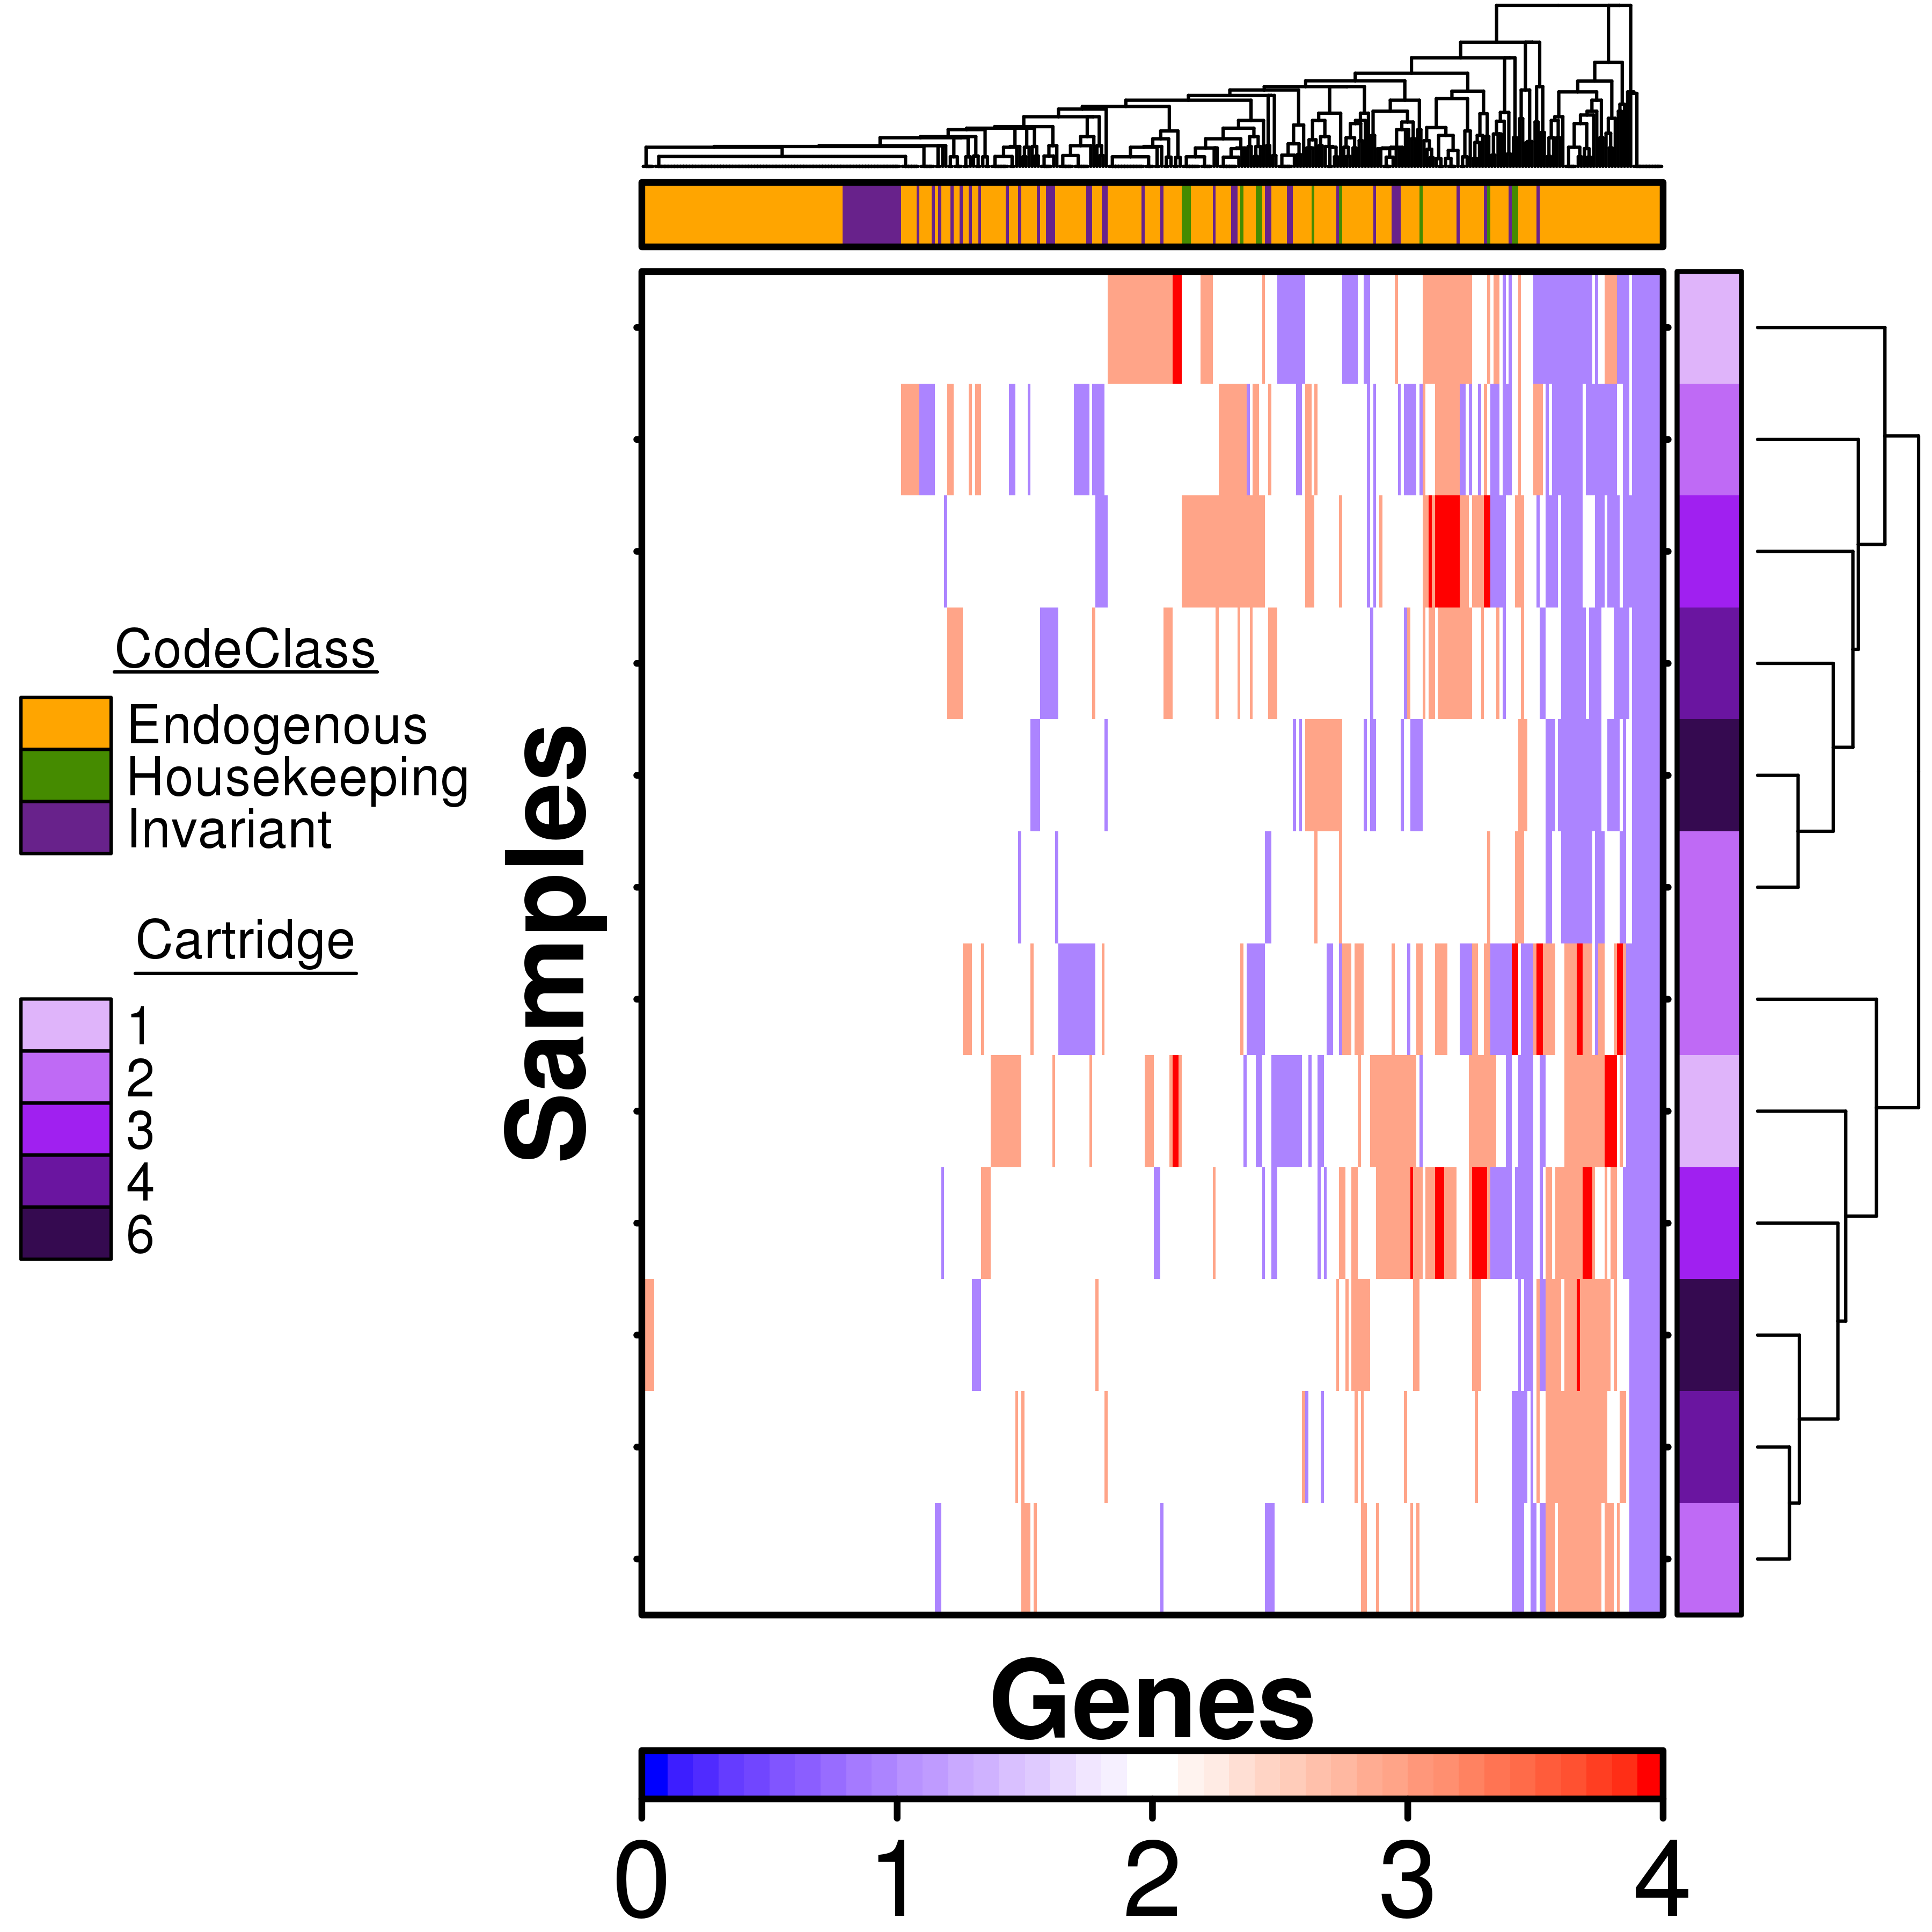 CodeClass
Endogenous
Housekeeping
Invariant
Cartridge
1
2
3
4
6
Samples
Genes
0 1 2 3 4